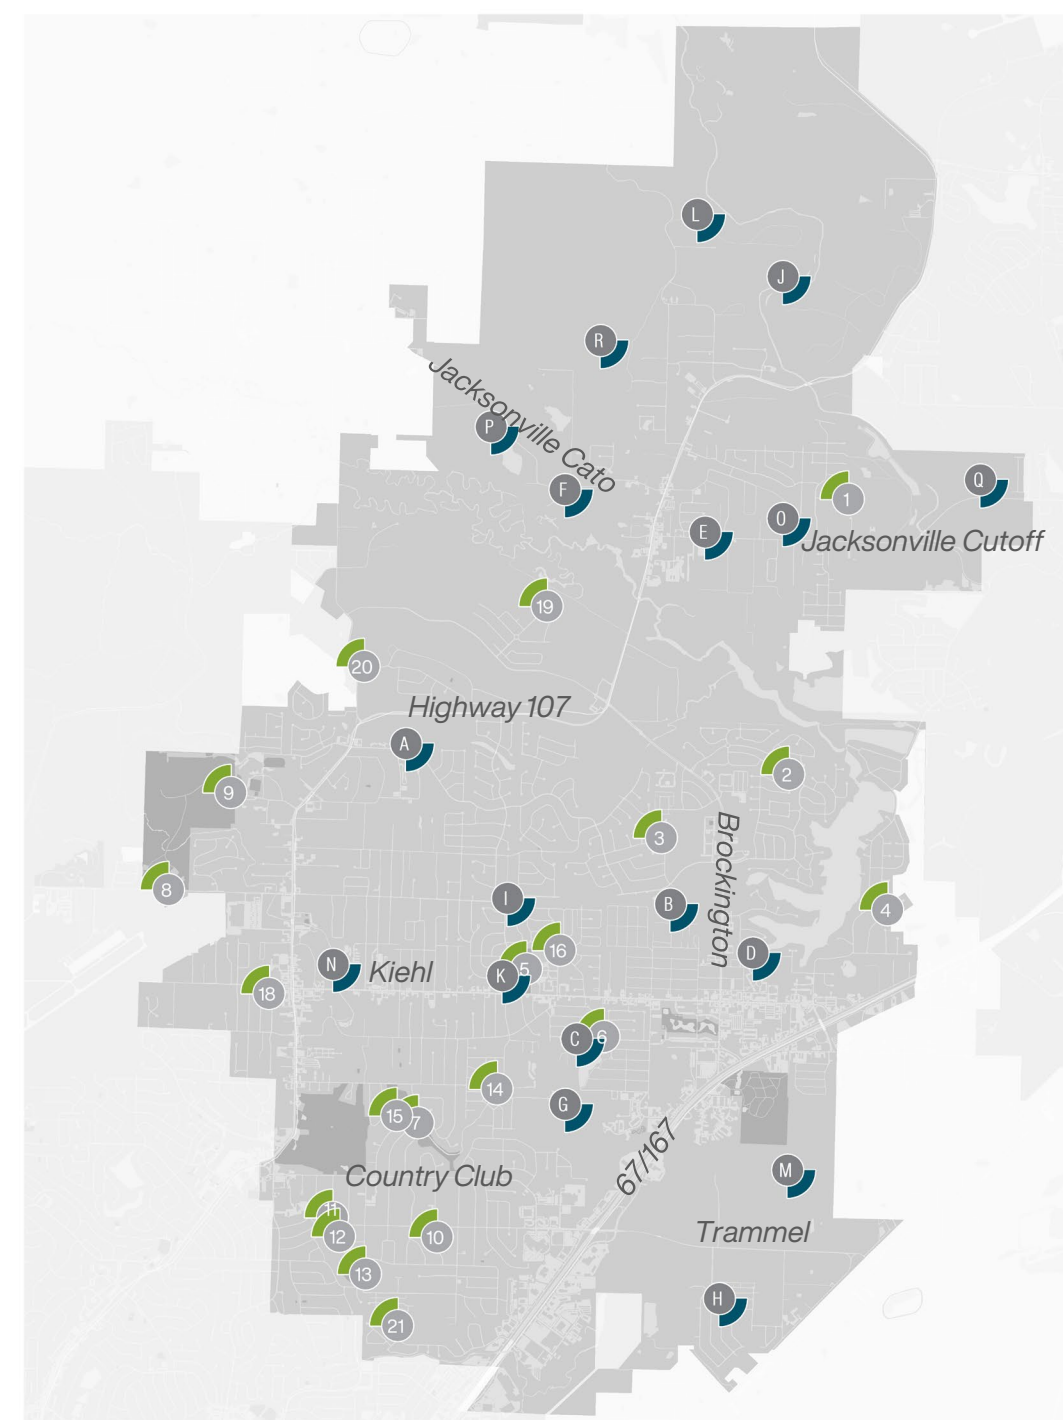 L
J
R
Jacksonville Cato
P
F
Q
1
O
E
Jacksonville Cutoff
19
20
Highway 107
A
2
9
3
Brockington
8
I
B
4
16
D
N
Kiehl
5
K
18
C
6
14
G
15
7
67/167
Country Club
M
11
12
10
Trammel
13
H
21